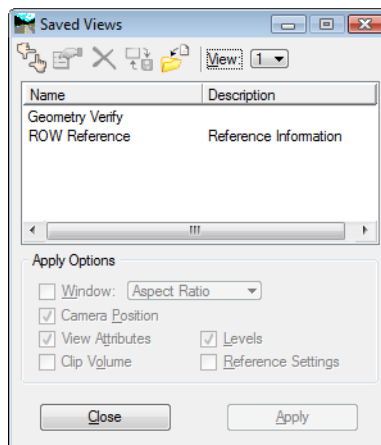 Saved Views
View: 1
Name Description
Geometry Verify
ROW Reference Reference Information
Apply Options
Window: Aspect Ratio
Camera Position
View Attributes Levels
Clip Volume Reference Settings
Close Apply